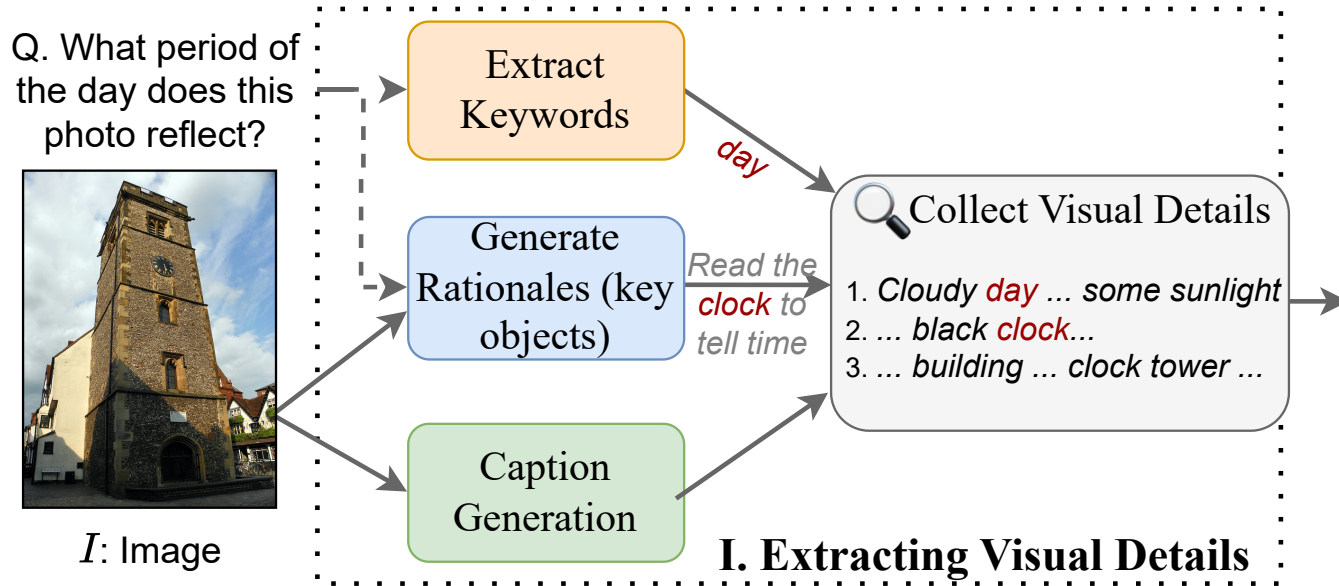 Q. What period of
the day does this
photo reflect?
I: Image
Extract
Keywords
day
Generate
Rationales (key
objects)
Read the
clock to
tell time
Caption
Generation
Collect Visual Details
1. Cloudy day ... some sunlight
2. ... black clock...
3. ... building ... clock tower ...
I. Extracting Visual Details